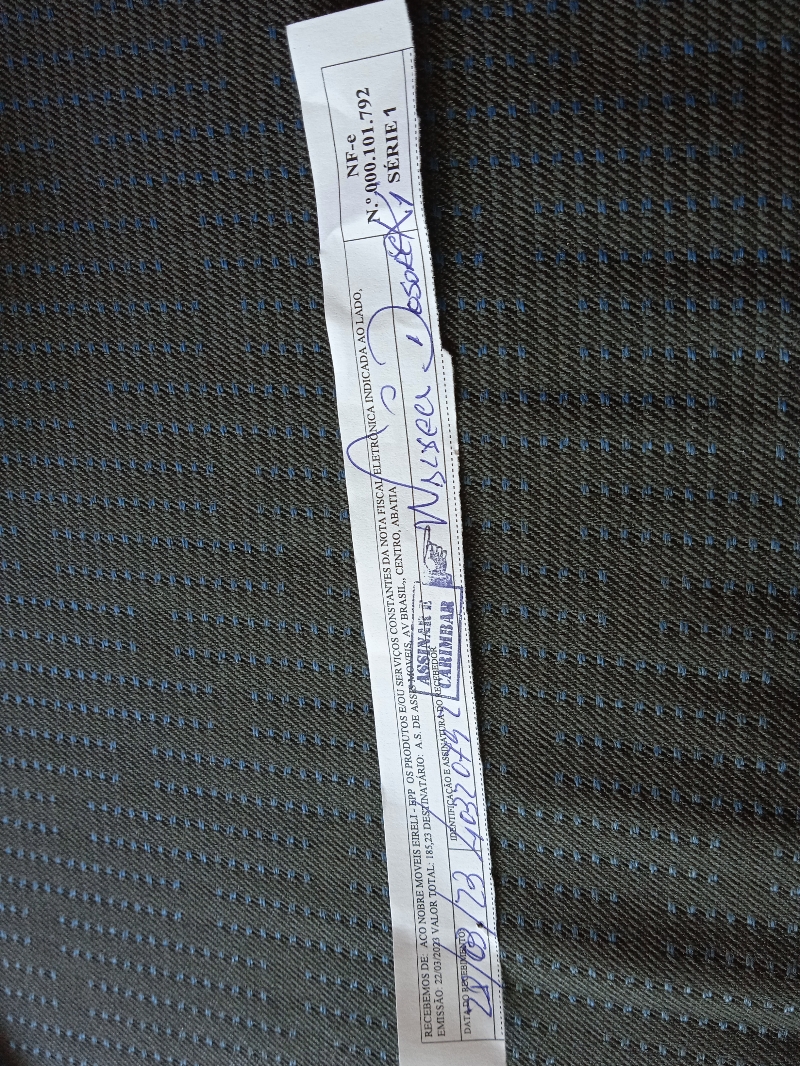 RECEBEMOS DE: ACO NOBRE MOVEIS EIRELI - EPP OS PRODUTOS E/OU SERVIÇOS CONSTANTES DA NOTA FISCAL ELETRÔNICA INDICADA AO LADO,
EMISSÃO: 22/03/2023 VALOR TOTAL: 185,23 DESTINATÁRIO: A.S. DE ASSIS MOVEIS, AV BRASIL,, CENTRO, ABATIA
DATA DO RECEBIMENTO
IDENTIFICAÇÃO E ASSINATURA DO RECEBEDOR
ASSINAR E
CARIMBAR
NF-e
N.º 000.101.792
SÉRIE 1